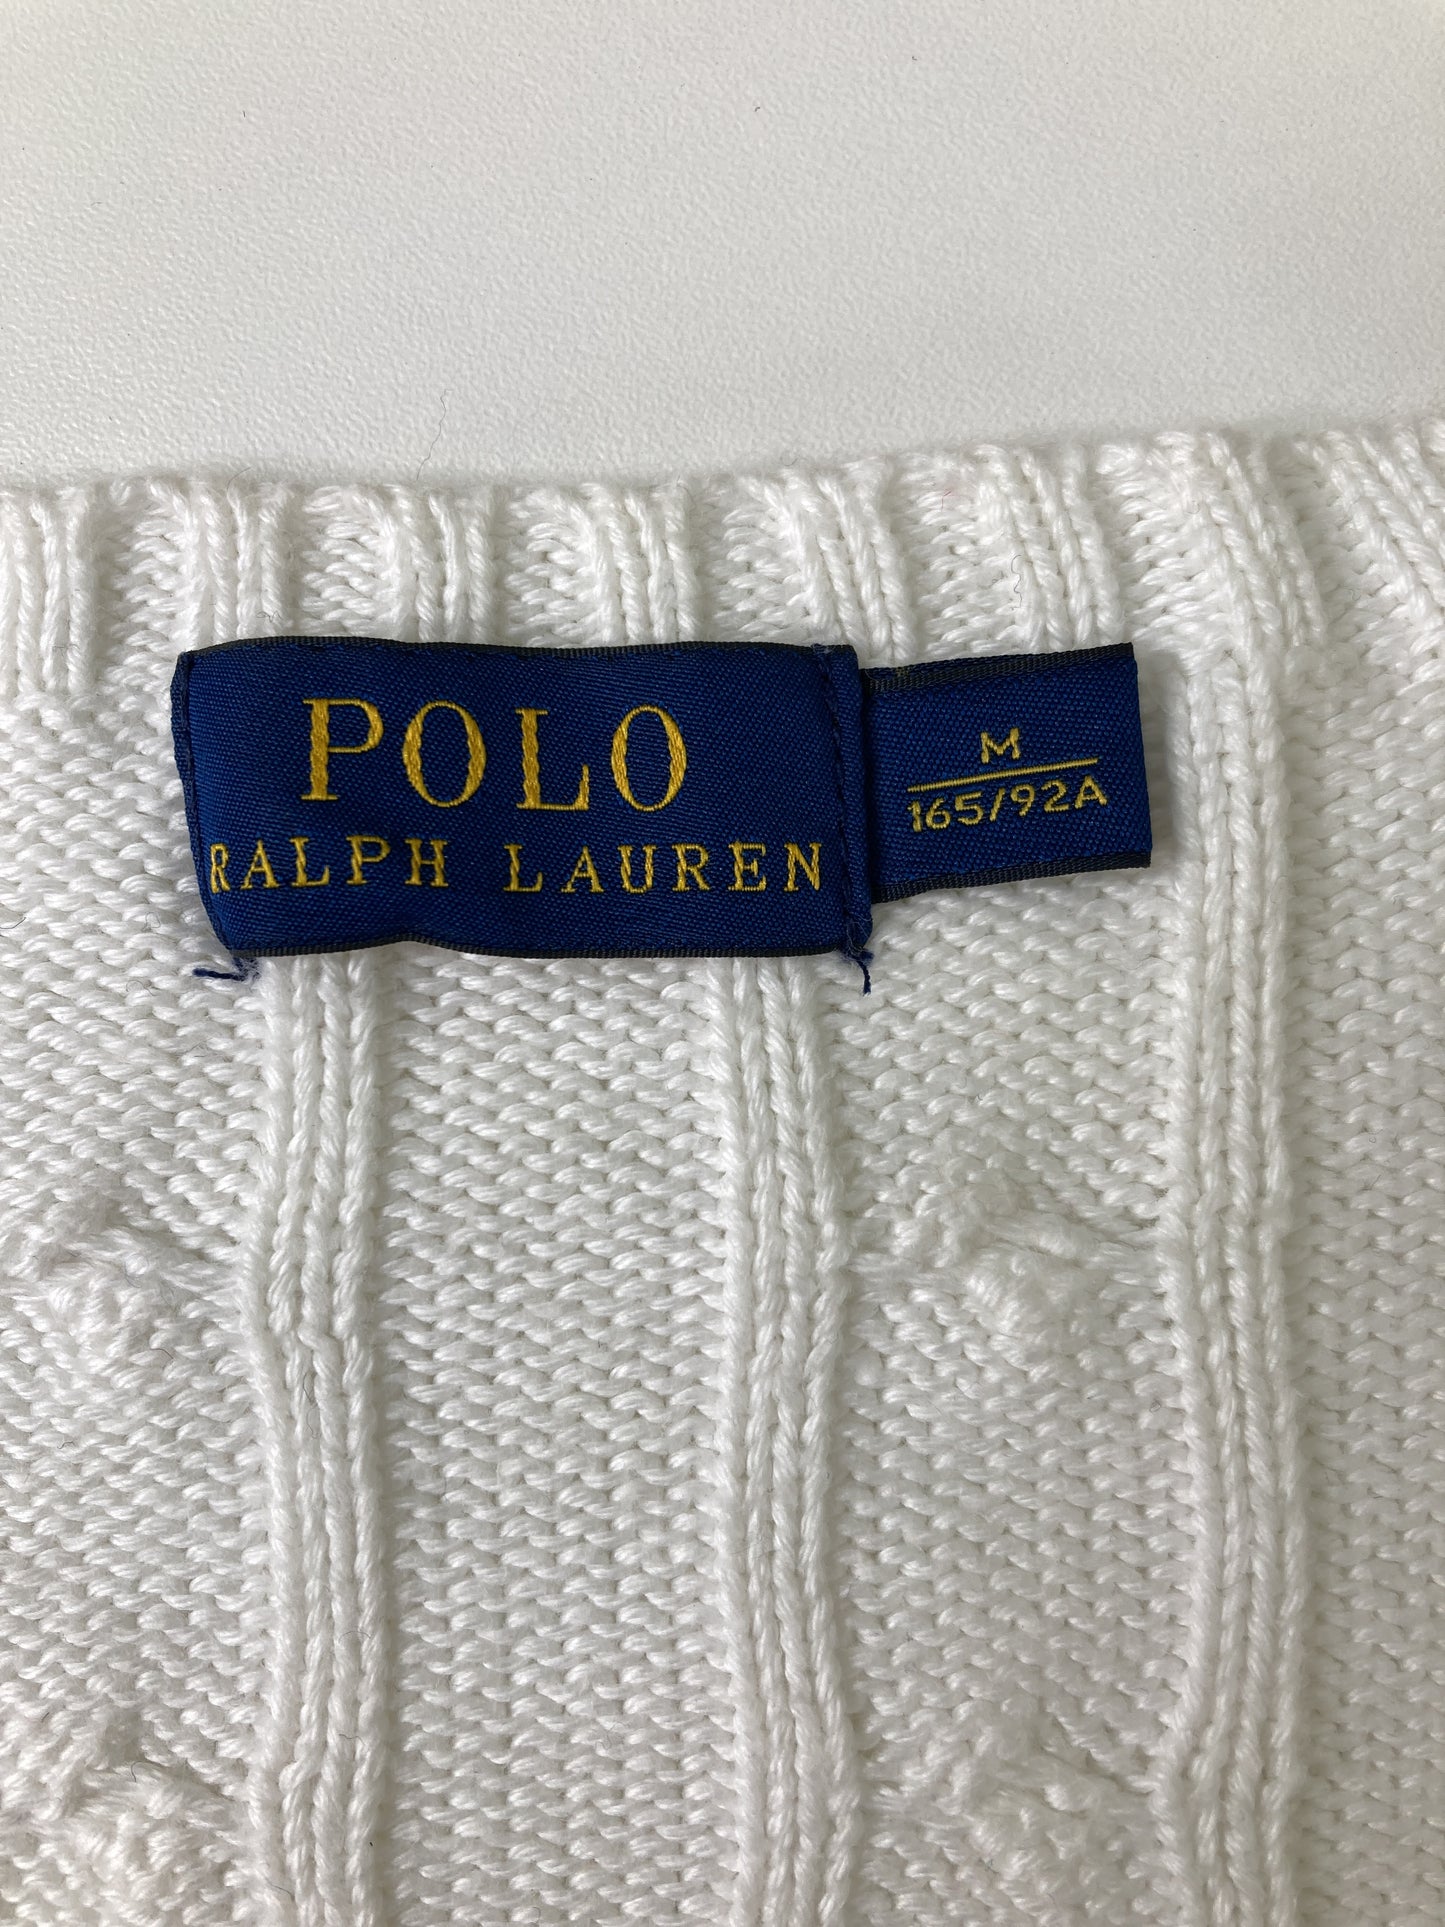 POLO
RALPH LAUREN
M
165/92A